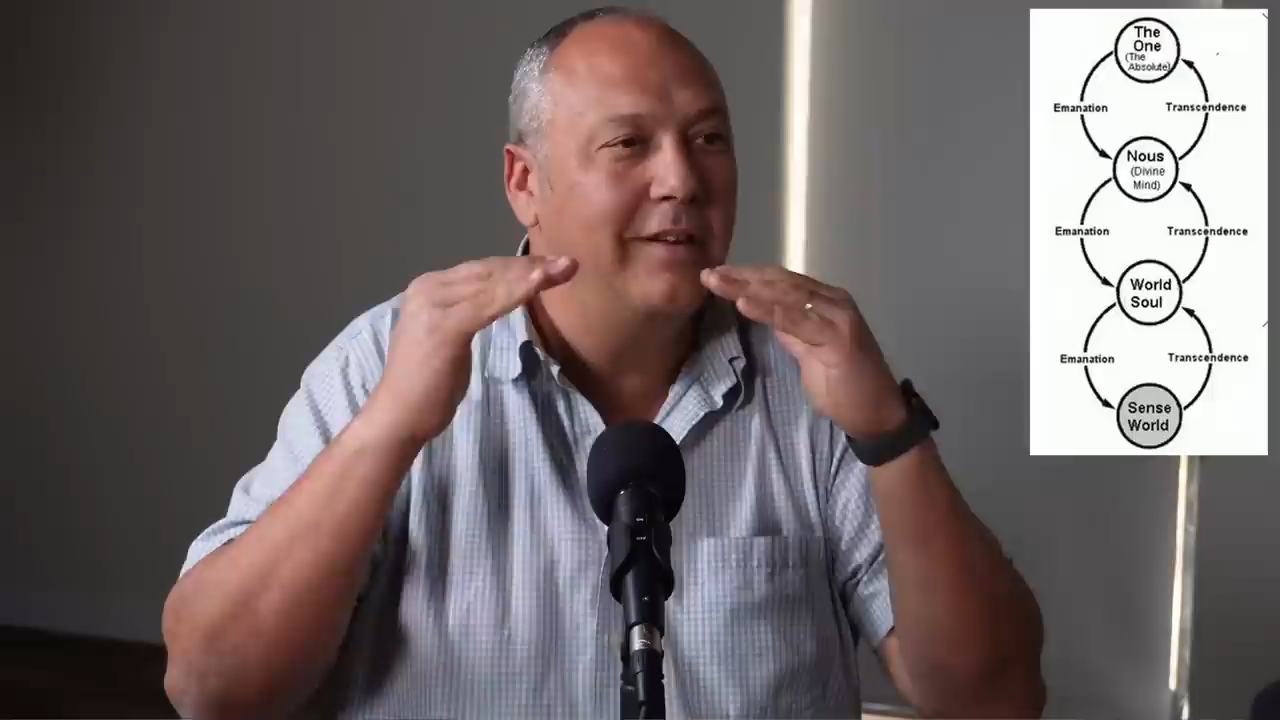 The
One
(The
Absolute)
Emanation
Transcendence
Nous
(Divine
Mind)
Emanation
Transcendence
World
Soul
Emanation
Transcendence
Sense
World